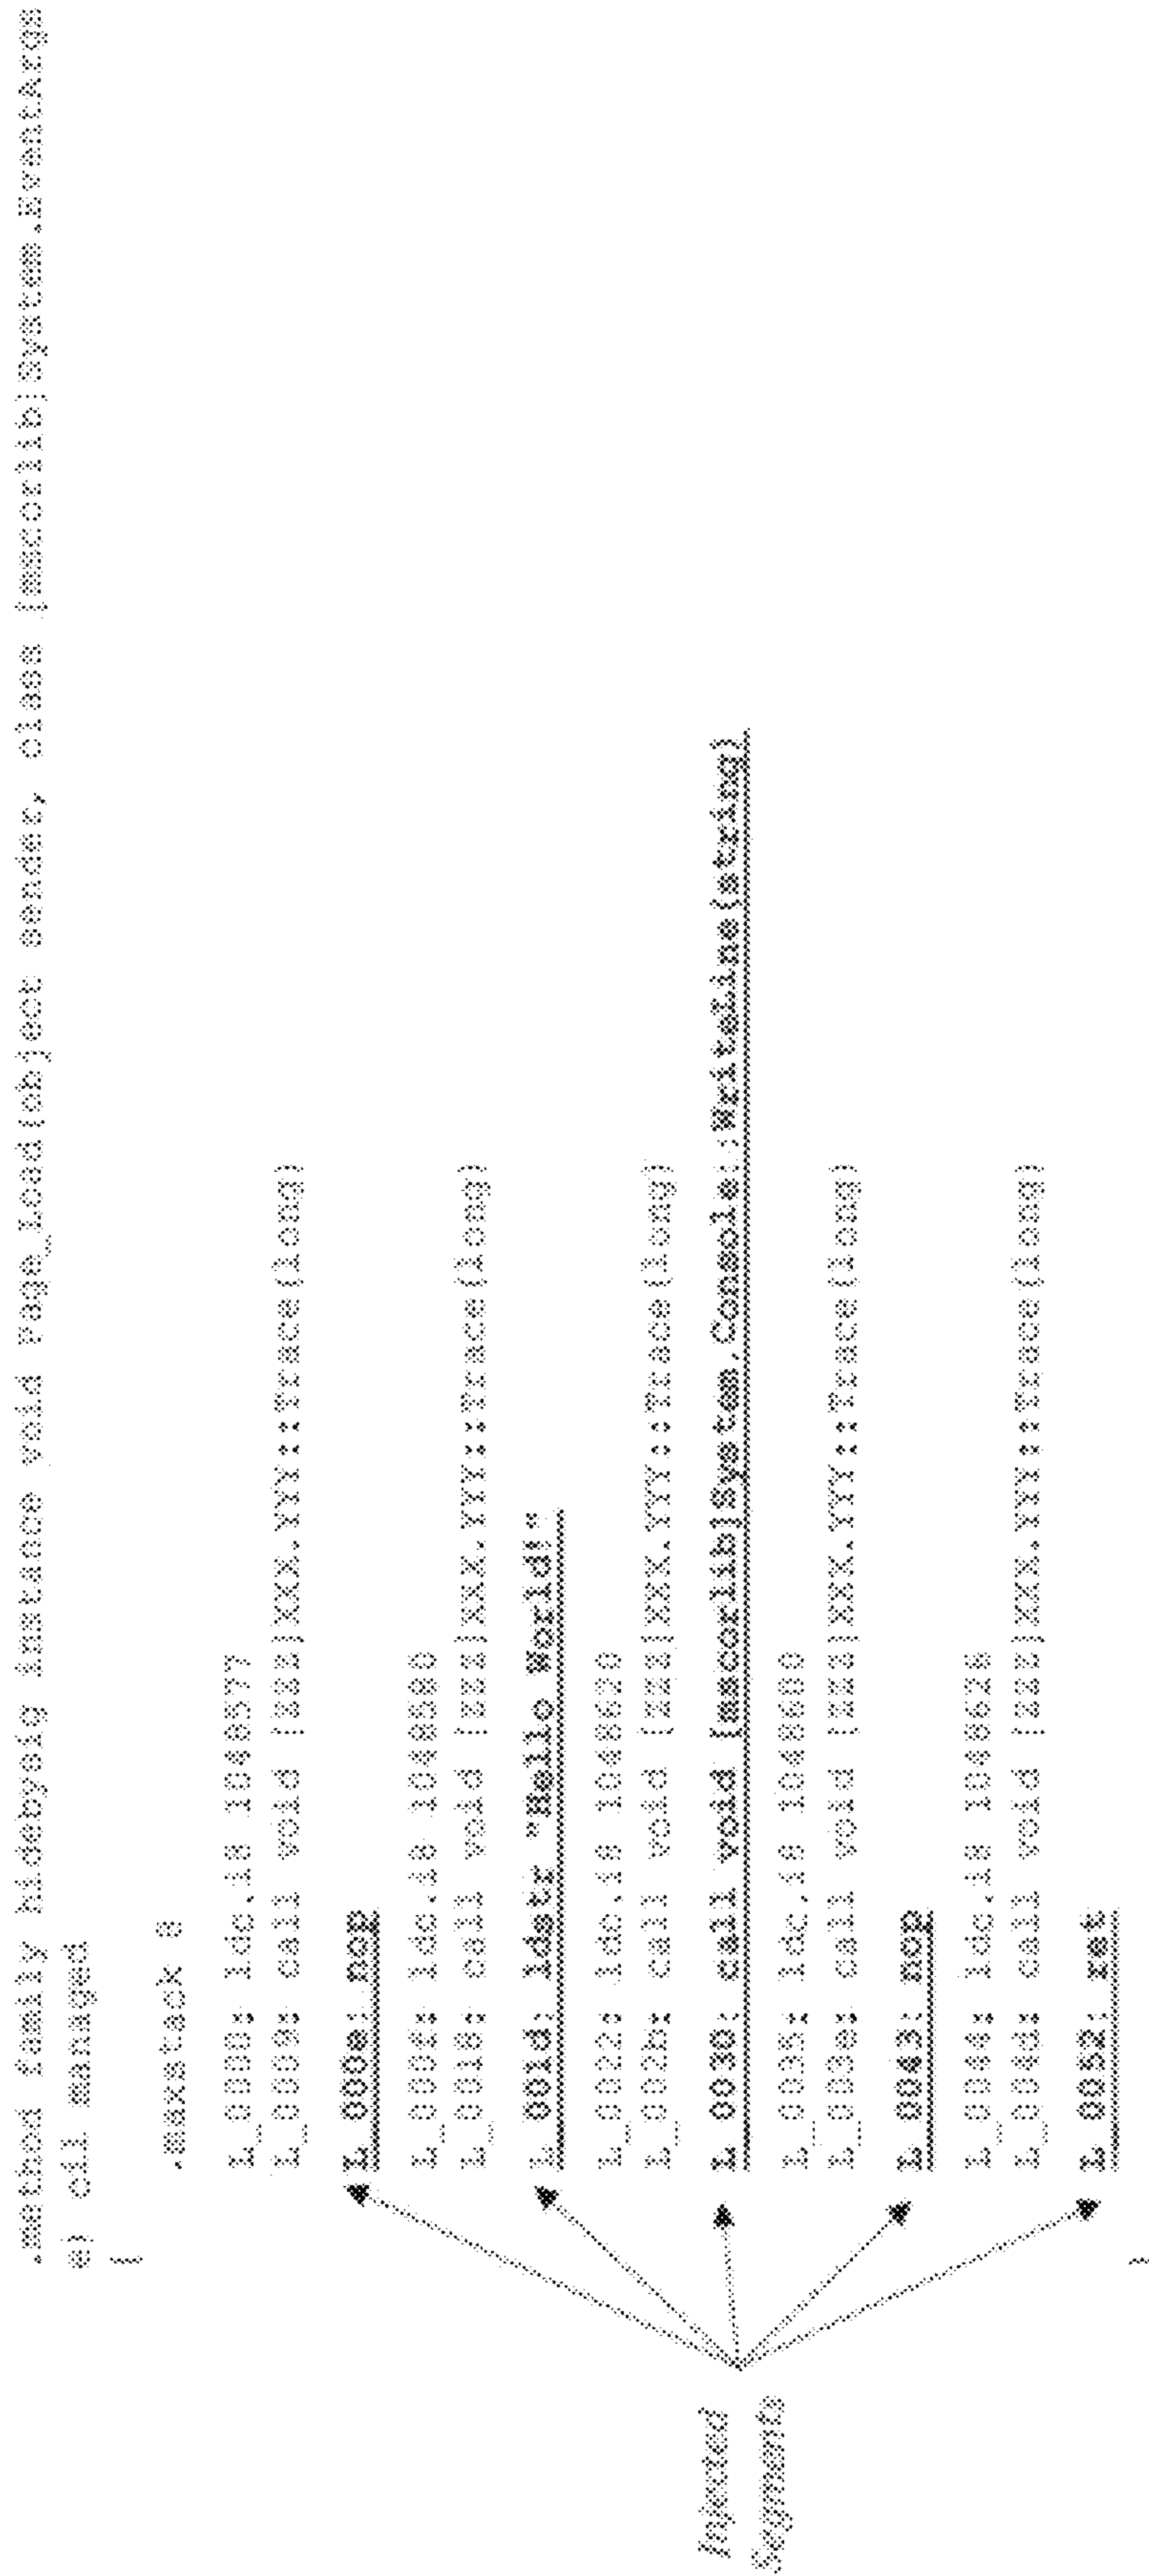 .method family hidebysig instance void Page_Load(object sender, class [mscorlib]System.EventArgs
e) cil managed
{
.maxstack 8
L_0000: ldc.i8 1048577
L_0009: call void [zzz]XXX.YYY::Trace(long)
L_000e: nop
L_000f: ldc.i8 1048580
L_0018: call void [zzz]XXX.YYY::Trace(long)
L_001d: ldstr "Hello World!"
L_0022: ldc.i8 1048620
L_002b: call void [zzz]XXX.YYY::Trace(long)
L_0030: call void [mscorlib]System.Console::WriteLine(string)
L_0035: ldc.i8 1048600
L_003e: call void [zzz]XXX.YYY::Trace(long)
L_0043: nop
L_0044: ldc.i8 1048626
L_004d: call void [zzz]XXX.YYY::Trace(long)
L_0052: ret
}
Injected
Segments